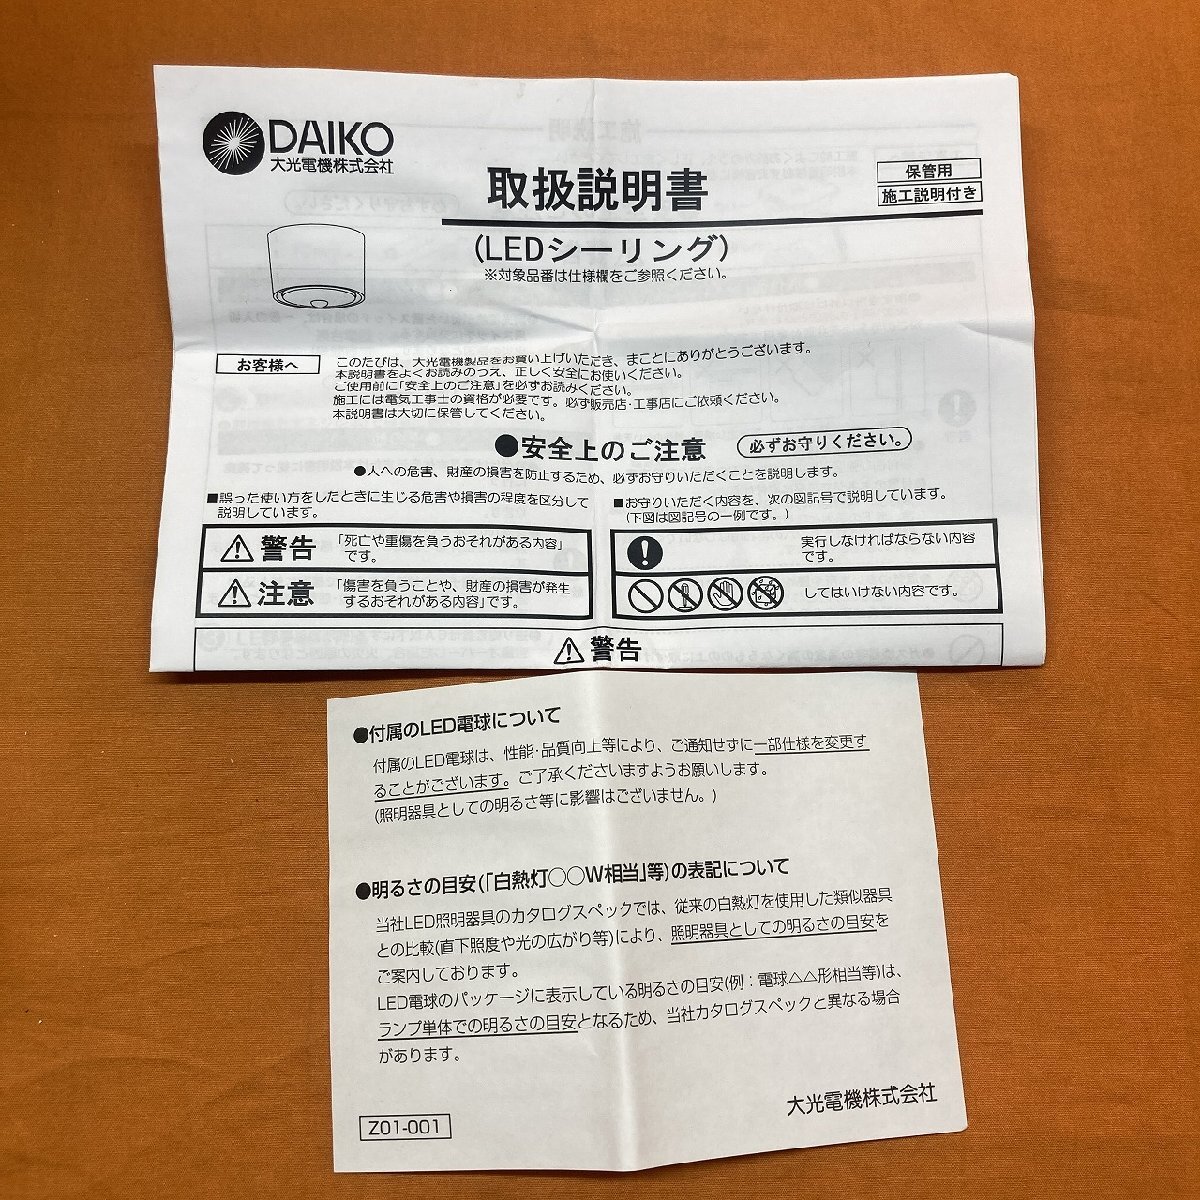 DAIKO
大光電機株式会社
取扱説明書
保管用
施工説明付き
(LEDシーリング)
※対象品番は仕様欄をご参照ください。
お客様へ
このたびは、大光電機製品をお買い上げいただき、まことにありがとうございます。
本説明書をよくお読みのうえ、正しく安全にお使いください。
ご使用前に「安全上のご注意」を必ずお読みください。
施工には電気工事士の資格が必要です。必ず販売店・工事店にご依頼ください。
本説明書は大切に保管してください。
●安全上のご注意
必ずお守りください。
●人への危害、財産の損害を防止するため、必ずお守りいただくことを説明します。
■誤った使い方をしたときに生じる危害や損害の程度を区分して
説明しています。
警告
「死亡や重傷を負うおそれがある内容」
です。
注意
「傷害を負うことや、財産の損害が発生
するおそれがある内容」です。
■お守りいただく内容を、次の図記号で説明しています。
(下図は図記号の一例です。)
実行しなければならない内容
です。
してはいけない内容です。
警告
●付属のLED電球について
付属のLED電球は、性能・品質向上等により、ご通知せずに一部仕様を変更す
ることがございます。ご了承くださいますようお願いします。
(照明器具としての明るさ等に影響はございません。)
●明るさの目安(「白熱灯○○W相当」等)の表記について
当社LED照明器具のカタログスペックでは、従来の白熱灯を使用した類似器具
との比較(直下照度や光の広がり等)により、照明器具としての明るさの目安を
ご案内しております。
LED電球のパッケージに表示している明るさの目安(例：電球△△形相当等)は、
ランプ単体での明るさの目安となるため、当社カタログスペックと異なる場合
があります。
大光電機株式会社
Z01-001